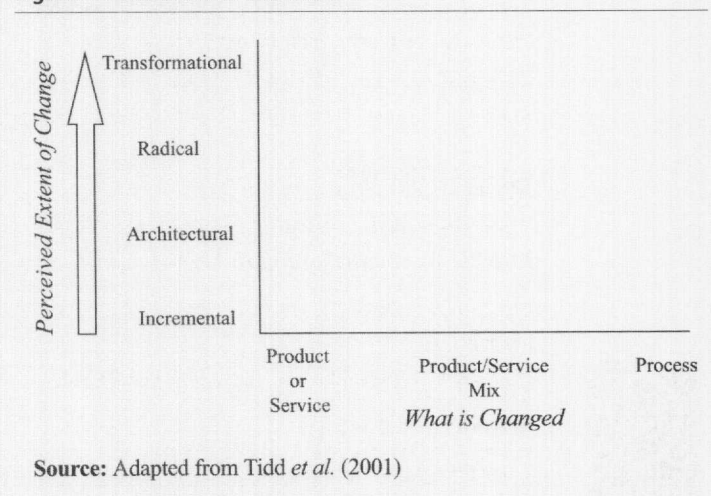 Perceived Extent of Change
Transformational
Radical
Architectural
Incremental
Product
or
Service
Product/Service
Mix
Process
What is Changed
Source: Adapted from Tidd et al. (2001)